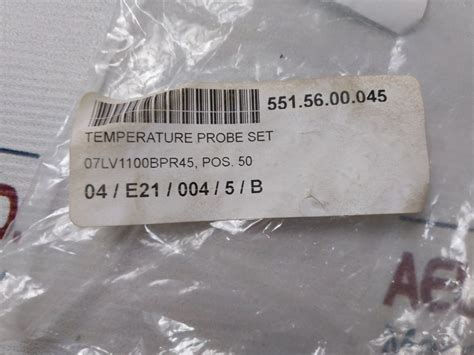 551.56.00.045
TEMPERATURE PROBE SET
07LV1100BPR45, POS. 50
04 / E21 / 004 / 5 / B